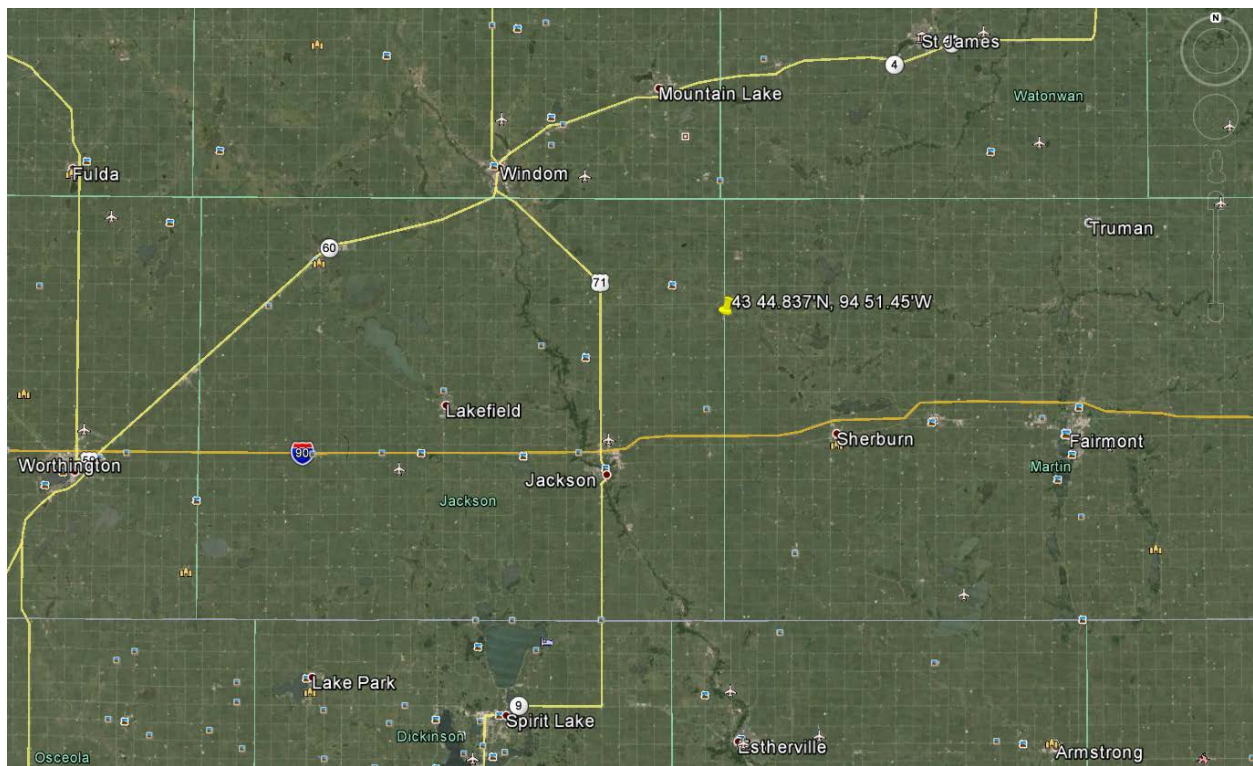 N
St James
4
Mountain Lake
Watonwan
Fulda
Windom
Truman
60
71
43 44.837'N, 94 51.45'W
Lakefield
Sherburn
Fairmont
90
Worthington
Martin
Jackson
Jackson
Lake Park
9
Spirit Lake
Dickinson
Estherville
Armstrong
Osceola